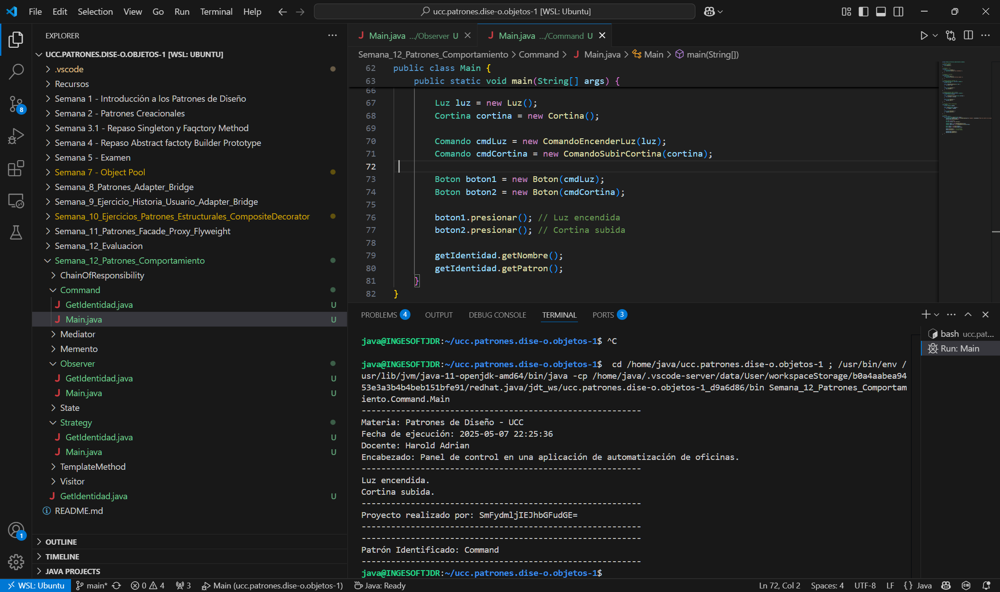 File Edit Selection View Go Run Terminal Help
ucc.patrones.dise-o.objetos-1 [WSL: Ubuntu]
EXPLORER
UCC.PATRONES.DISE-O.OBJETOS-1 [WSL: UBUNTU]
.vscode
Recursos
Semana 1 - Introducción a los Patrones de Diseño
Semana 2 - Patrones Creacionales
Semana 3.1 - Repaso Singleton y Faqctory Method
Semana 4 - Repaso Abstract factoty Builder Prototype
Semana 5 - Examen
Semana 7 - Object Pool
Semana_8_Patrones_Adapter_Bridge
Semana_9_Ejercicio_Historia_Usuario_Adapter_Bridge
Semana_10_Ejercicios_Patrones_Estructurales_CompositeDecorator
Semana_11_Patrones_Facade_Proxy_Flyweight
Semana_12_Evaluacion
Semana_12_Patrones_Comportamiento
ChainOfResponsibility
Command
J GetIdentidad.java U
J Main.java U
Mediator
Memento
Observer
J GetIdentidad.java U
J Main.java U
State
Strategy
J GetIdentidad.java U
J Main.java U
TemplateMethod
Visitor
J GetIdentidad.java U
README.md
OUTLINE
TIMELINE
JAVA PROJECTS
8
1
J Main.java .../Observer U
J Main.java .../Command U
Semana_12_Patrones_Comportamiento > Command > J Main.java > Main > main(String[])
62 public class Main {
63 public static void main(String[] args) {
66
67 Luz luz = new Luz();
68 Cortina cortina = new Cortina();
69
70 Comando cmdLuz = new ComandoEncenderLuz(luz);
71 Comando cmdCortina = new ComandoSubirCortina(cortina);
72
73 Boton boton1 = new Boton(cmdLuz);
74 Boton boton2 = new Boton(cmdCortina);
75
76 boton1.presionar(); // Luz encendida
77 boton2.presionar(); // Cortina subida
78
79 getIdentidad.getNombre();
80 getIdentidad.getPatron();
81 }
82 }
PROBLEMS 4 OUTPUT DEBUG CONSOLE TERMINAL PORTS 3
bash ucc.pat...
Run: Main
java@INGESOFTJDR:~/ucc.patrones.dise-o.objetos-1$ ^C
java@INGESOFTJDR:~/ucc.patrones.dise-o.objetos-1$ cd /home/java/ucc.patrones.dise-o.objetos-1 ; /usr/bin/env /
usr/lib/jvm/java-11-openjdk-amd64/bin/java -cp /home/java/.vscode-server/data/User/workspaceStorage/b0a4aabea94
53e3a3b4b4beb151bfe91/redhat.java/jdt_ws/ucc.patrones.dise-o.objetos-1_d9a6d86/bin Semana_12_Patrones_Comportam
iento.Command.Main
---------------------------------------------------------
Materia: Patrones de Diseño - UCC
Fecha de ejecución: 2025-05-07 22:25:36
Docente: Harold Adrian
Encabezado: Panel de control en una aplicación de automatización de oficinas.
---------------------------------------------------------
Luz encendida.
Cortina subida.
---------------------------------------------------------
Proyecto realizado por: SmFydmljIEJhbGFudGE=
---------------------------------------------------------
---------------------------------------------------------
Patrón Identificado: Command
---------------------------------------------------------
java@INGESOFTJDR:~/ucc.patrones.dise-o.objetos-1$
WSL: Ubuntu main* 0 4 3 Main (ucc.patrones.dise-o.objetos-1) Java: Ready Ln 72, Col 2 Spaces: 4 UTF-8 LF {} Java